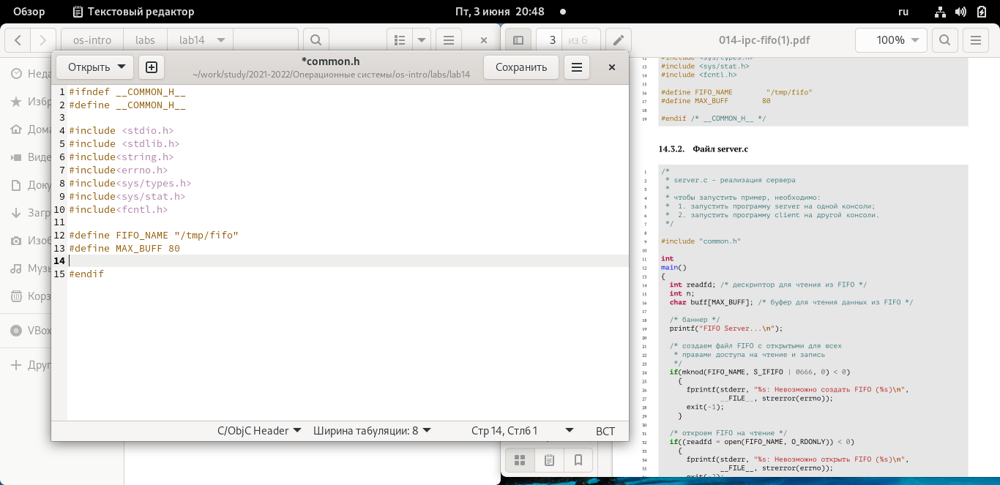 Обзор
Текстовый редактор
Пт, 3 июня 20:48
ru
os-intro
labs
lab14
3
из 6
014-ipc-fifo(1).pdf
100%
Открыть
*common.h
~/work/study/2021-2022/Операционные системы/os-intro/labs/lab14
Сохранить
Неда
Избр
Дома
Виде
Доку
Загр
Изоб
Музы
Корз
VBox
Друг
1 #ifndef __COMMON_H__
2 #define __COMMON_H__
3
4 #include <stdio.h>
5 #include <stdlib.h>
6 #include<string.h>
7 #include<errno.h>
8 #include<sys/types.h>
9 #include<sys/stat.h>
10 #include<fcntl.h>
11
12 #define FIFO_NAME "/tmp/fifo"
13 #define MAX_BUFF 80
14
15 #endif
C/ObjC Header
Ширина табуляции: 8
Стр 14, Стлб 1
ВСТ
12 #include <sys/types.h>
13 #include <sys/stat.h>
14 #include <fcntl.h>
15
16 #define FIFO_NAME "/tmp/fifo"
17 #define MAX_BUFF 80
18
19 #endif /* __COMMON_H__ */
14.3.2. Файл server.c
1 /*
2 * server.c - реализация сервера
3 *
4 * чтобы запустить пример, необходимо:
5 * 1. запустить программу server на одной консоли;
6 * 2. запустить программу client на другой консоли.
7 */
8
9 #include "common.h"
10
11 int
12 main()
13 {
14 int readfd; /* дескриптор для чтения из FIFO */
15 int n;
16 char buff[MAX_BUFF]; /* буфер для чтения данных из FIFO */
17
18 /* баннер */
19 printf("FIFO Server...\n");
20
21 /* создаем файл FIFO с открытыми для всех
22 * правами доступа на чтение и запись
23 */
24 if(mknod(FIFO_NAME, S_IFIFO | 0666, 0) < 0)
25 {
26 fprintf(stderr, "%s: Невозможно создать FIFO (%s)\n",
27 __FILE__, strerror(errno));
28 exit(-1);
29 }
30
31 /* откроем FIFO на чтение */
32 if((readfd = open(FIFO_NAME, O_RDONLY)) < 0)
33 {
34 fprintf(stderr, "%s: Невозможно открыть FIFO (%s)\n",
35 __FILE__, strerror(errno));
exit(-2);